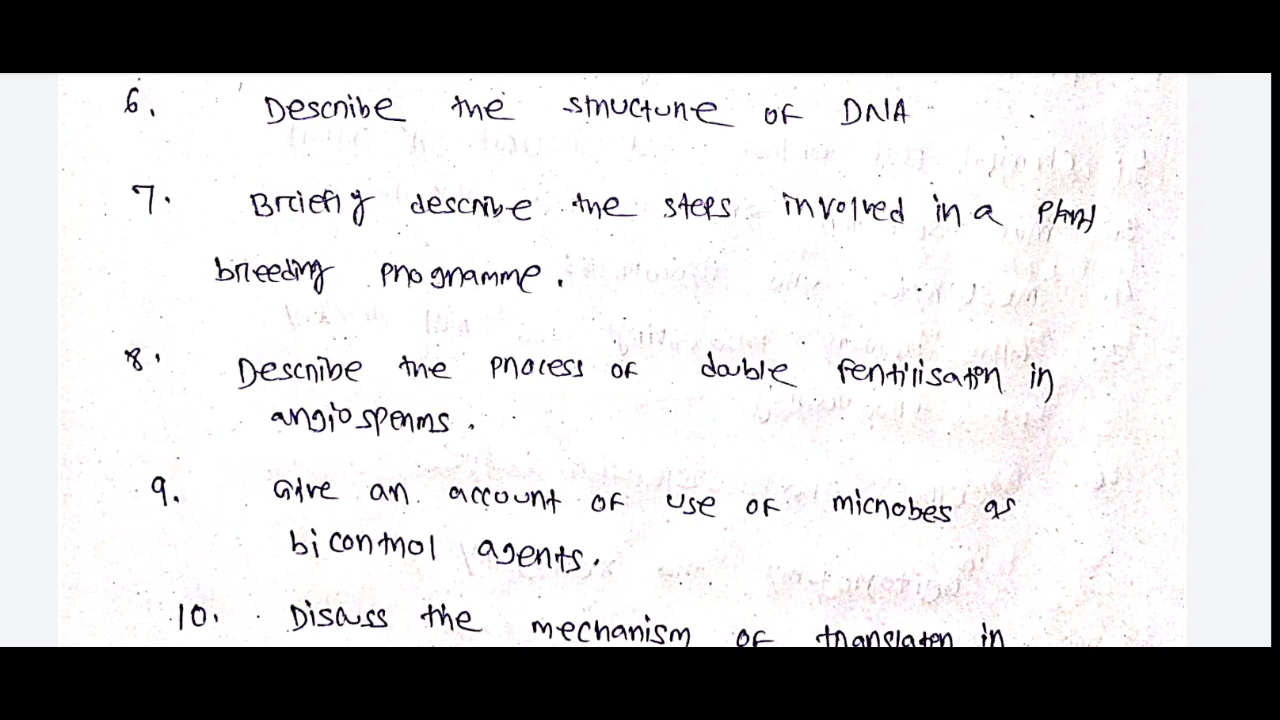 6. Describe the structure of DNA
7. Briefly describe the steps involved in a plant
breeding programme.
8. Describe the process of double fertilisation in
angiosperms.
9. Give an account of use of microbes as
bicontrol agents.
10. Discuss the mechanism of translation in